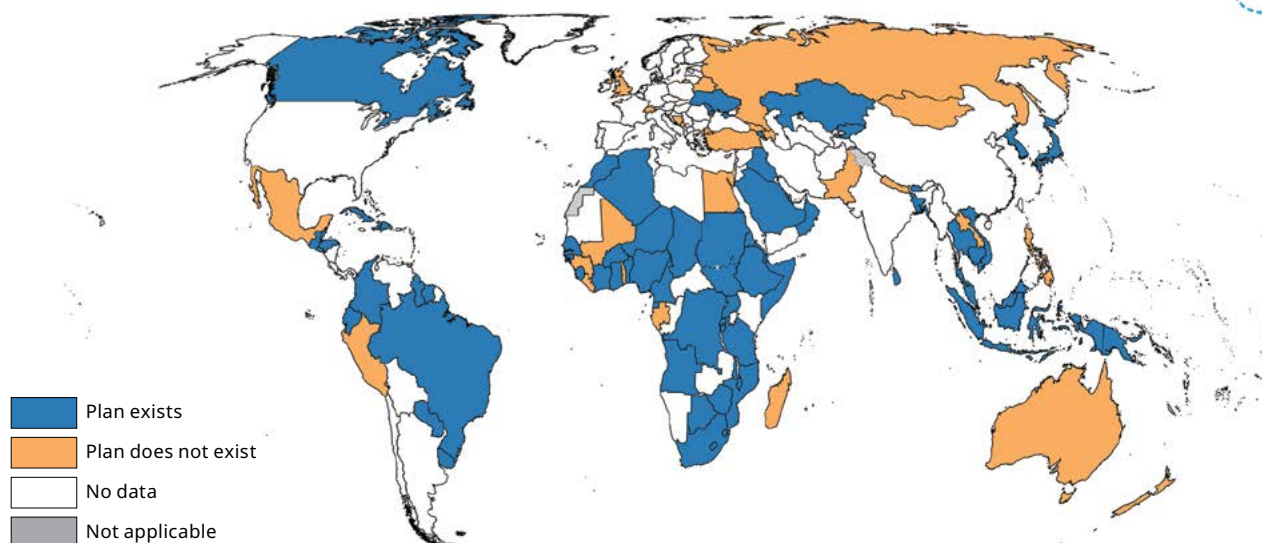 Plan exists
Plan does not exist
No data
Not applicable